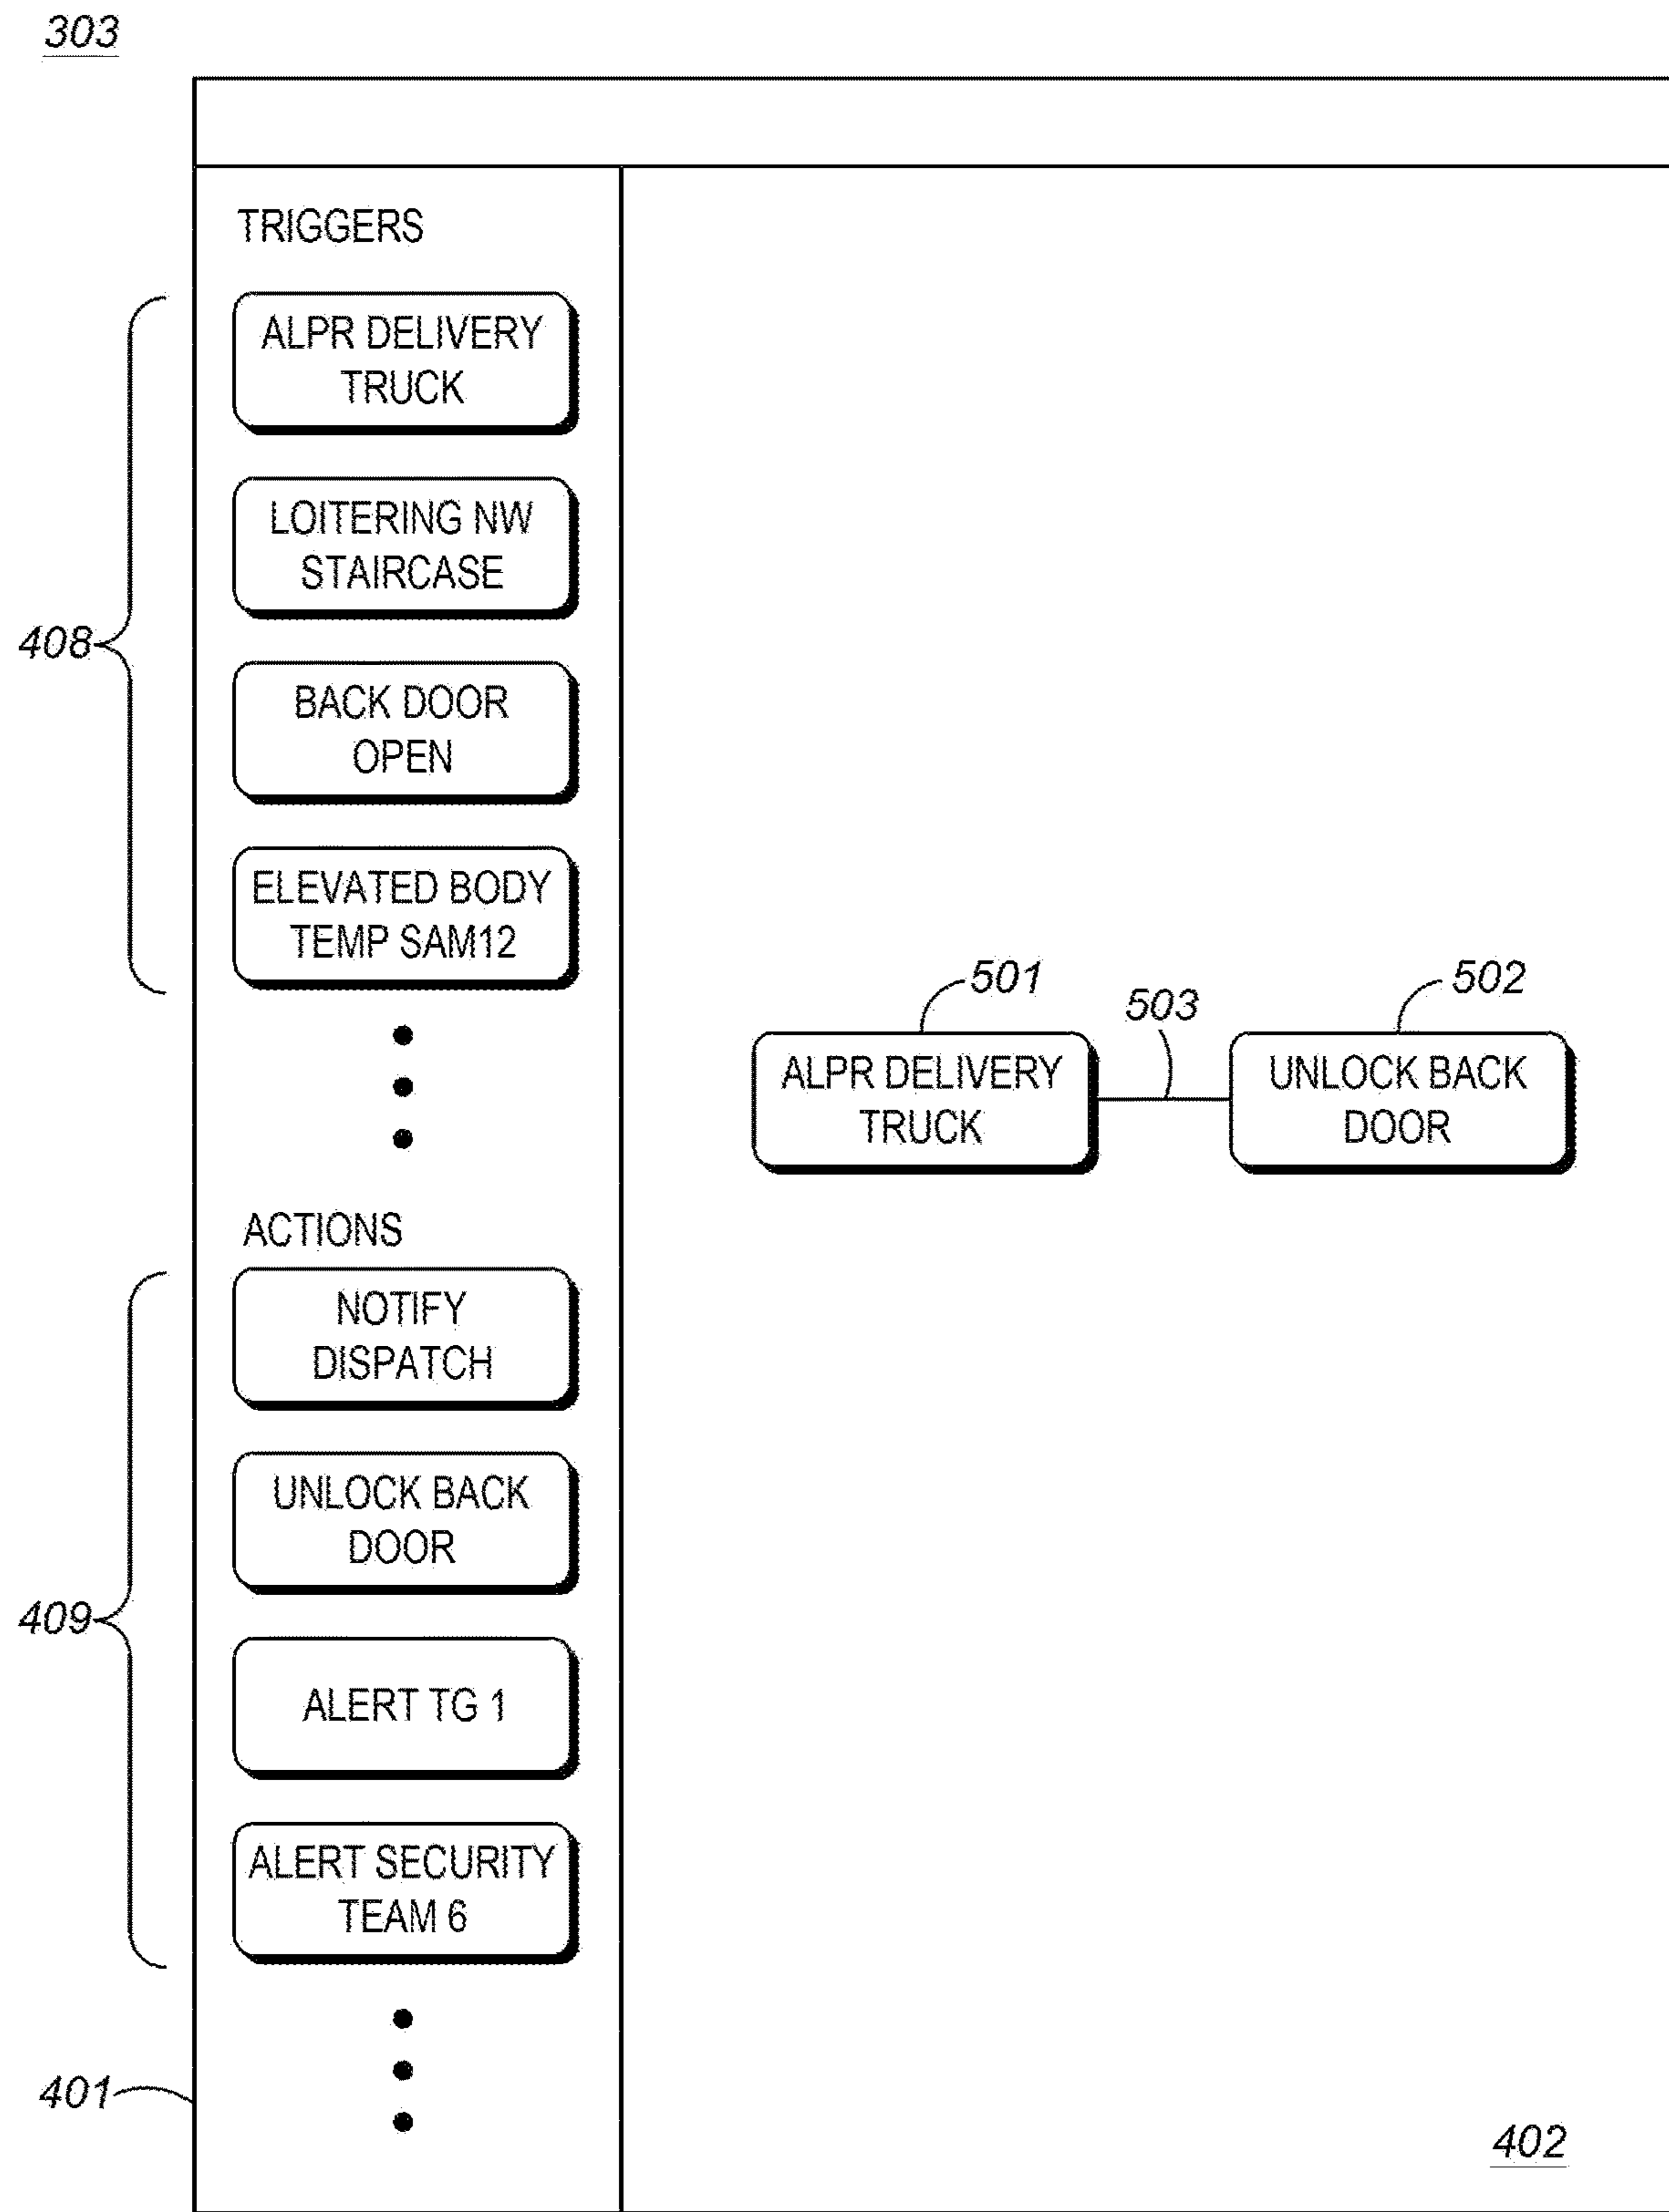 303
TRIGGERS
ALPR DELIVERY
TRUCK
LOITERING NW
STAIRCASE
408
BACK DOOR
OPEN
ELEVATED BODY
TEMP SAM12
501
503
502
ALPR DELIVERY
TRUCK
UNLOCK BACK
DOOR
ACTIONS
NOTIFY
DISPATCH
UNLOCK BACK
DOOR
409
ALERT TG 1
ALERT SECURITY
TEAM 6
401
402